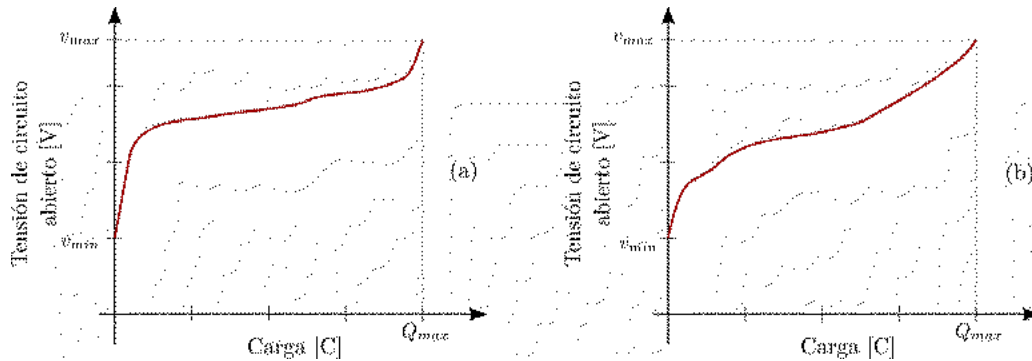 v_max
Tensión de circuito
abierto [V]
v_min
(a)
Carga [C]
Q_max
v_max
Tensión de circuito
abierto [V]
v_min
(b)
Carga [C]
Q_max